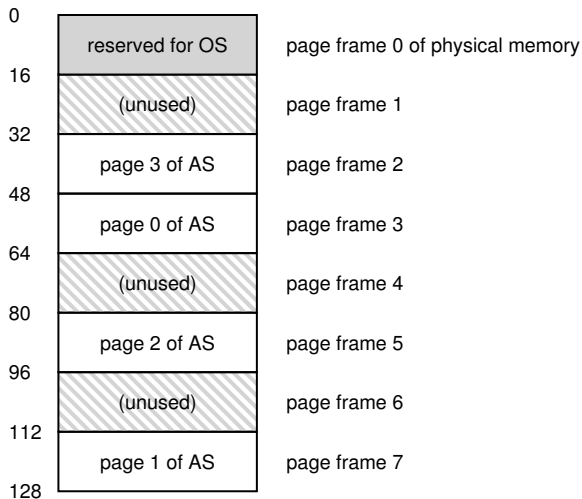 0
reserved for OS page frame 0 of physical memory
16
(unused) page frame 1
32
page 3 of AS page frame 2
48
page 0 of AS page frame 3
64
(unused) page frame 4
80
page 2 of AS page frame 5
96
(unused) page frame 6
112
page 1 of AS page frame 7
128